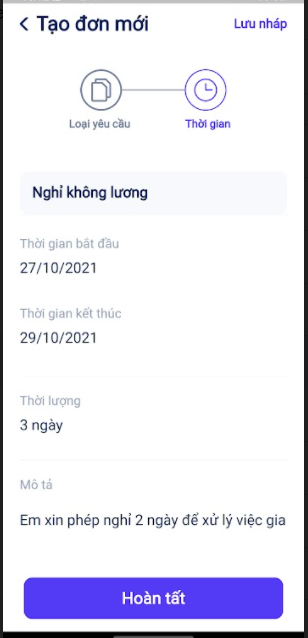 Tạo đơn mới
Lưu nháp
Loại yêu cầu
Thời gian
Nghỉ không lương
Thời gian bắt đầu
27/10/2021
Thời gian kết thúc
29/10/2021
Thời lượng
3 ngày
Mô tả
Em xin phép nghỉ 2 ngày để xử lý việc gia
Hoàn tất